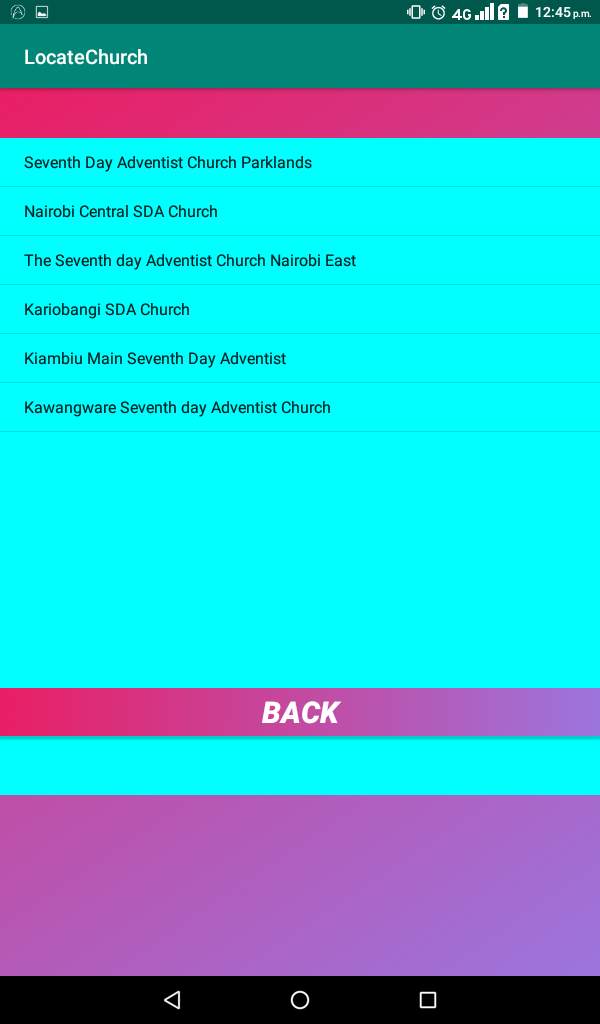 4G
12:45 p.m.
LocateChurch
Seventh Day Adventist Church Parklands
Nairobi Central SDA Church
The Seventh day Adventist Church Nairobi East
Kariobangi SDA Church
Kiambiu Main Seventh Day Adventist
Kawangware Seventh day Adventist Church
BACK